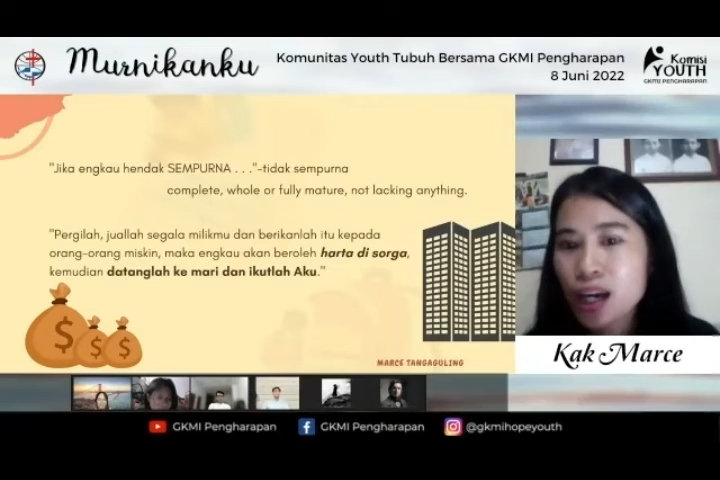 Murnikanku
Komunitas Youth Tubuh Bersama GKMI Pengharapan
8 Juni 2022
Komisi
YOUTH
GKMI PENGHARAPAN
"Jika engkau hendak SEMPURNA . . ."-tidak sempurna
complete, whole or fully mature, not lacking anything.
"Pergilah, juallah segala milikmu dan berikanlah itu kepada
orang-orang miskin, maka engkau akan beroleh harta di sorga,
kemudian datanglah ke mari dan ikutlah Aku."
$ $ $
MARCE TANGAGULING
Kak Marce
GKMI Pengharapan
GKMI Pengharapan
@gkmihopeyouth